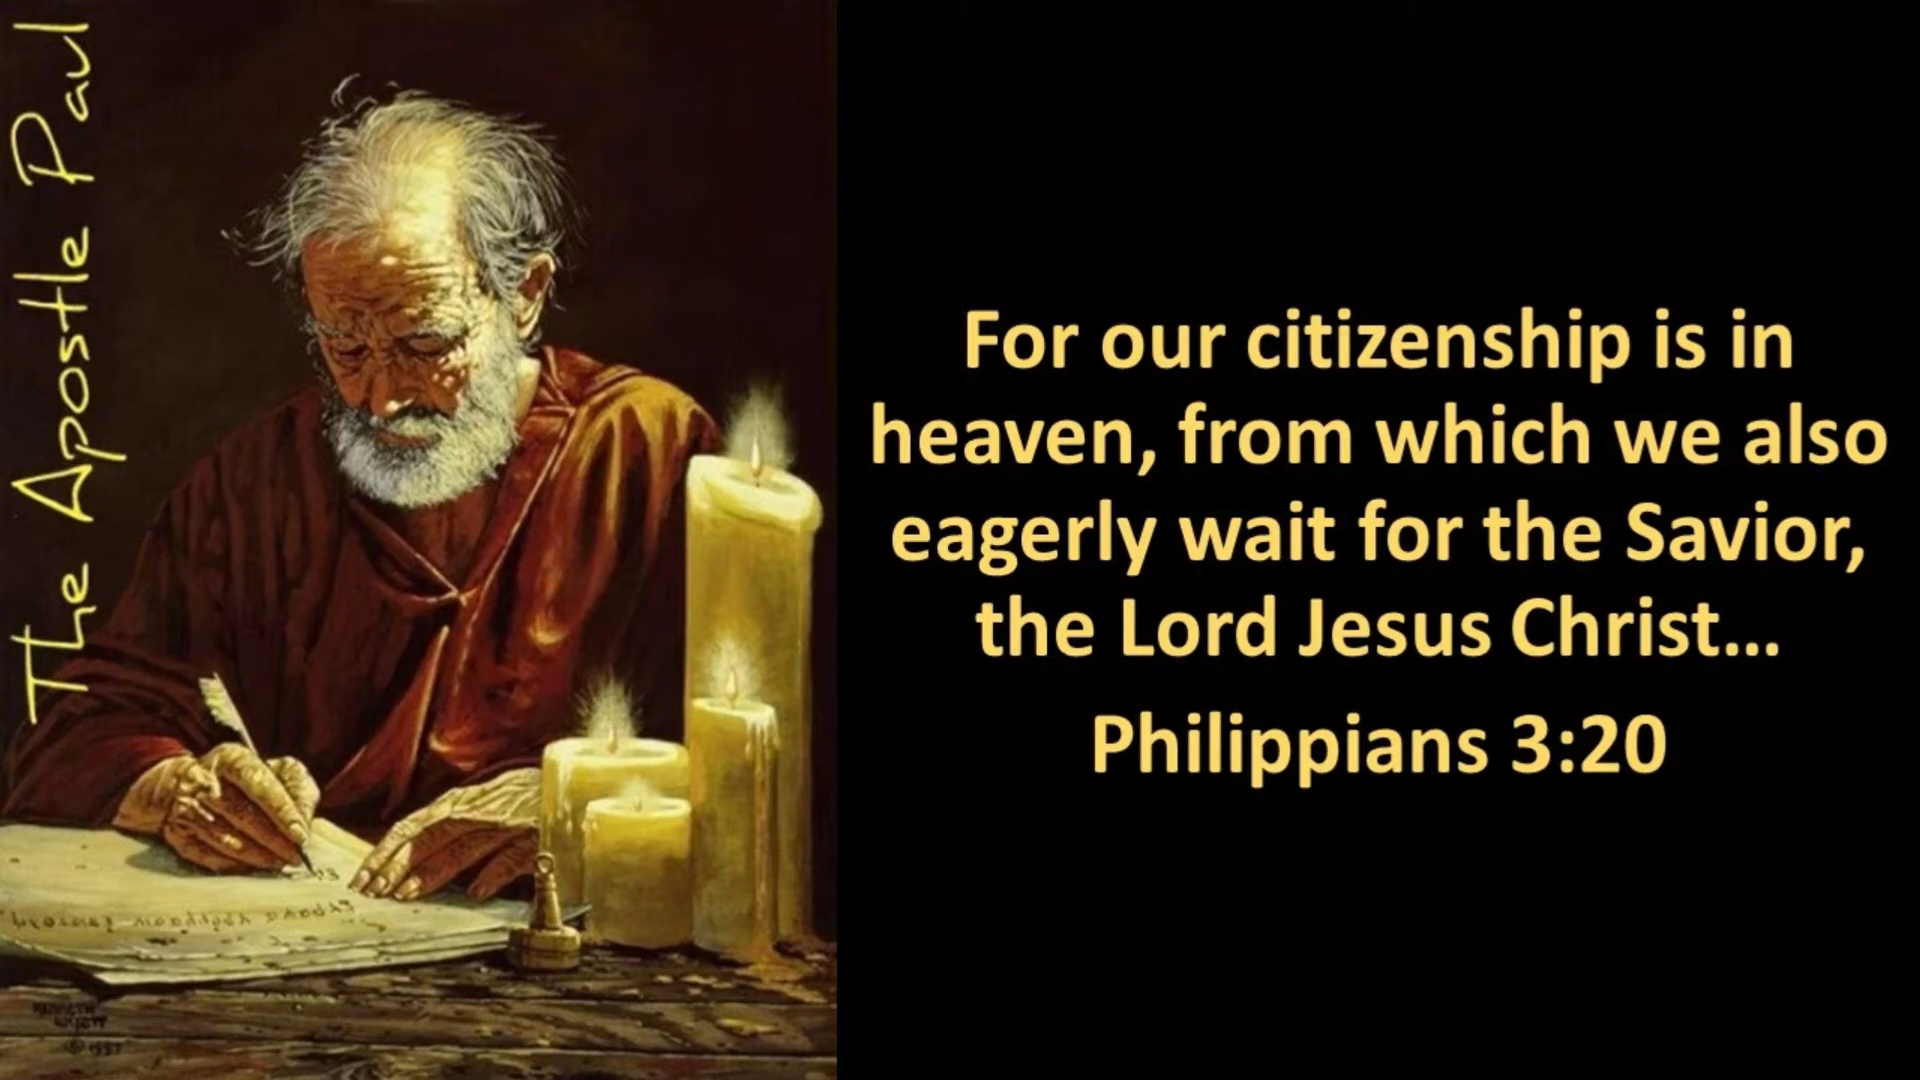 The Apostle Paul
For our citizenship is in
heaven, from which we also
eagerly wait for the Savior,
the Lord Jesus Christ...
Philippians 3:20